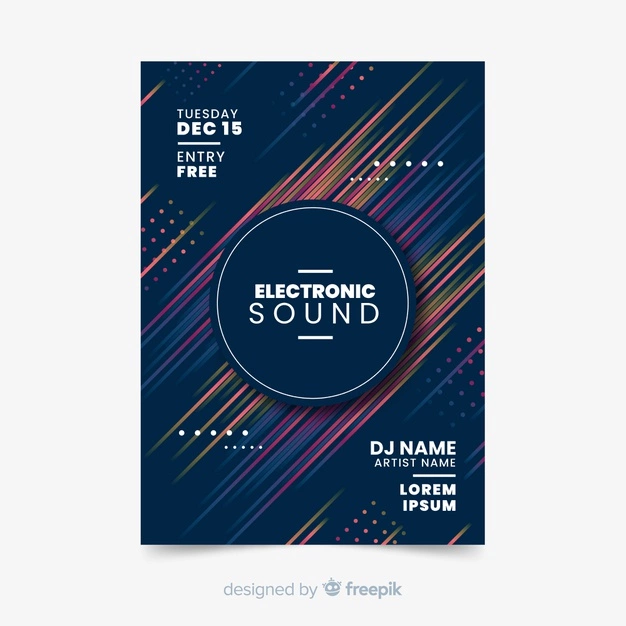 TUESDAY
DEC 15
ENTRY
FREE
ELECTRONIC
SOUND
DJ NAME
ARTIST NAME
LOREM
IPSUM
designed by freepik